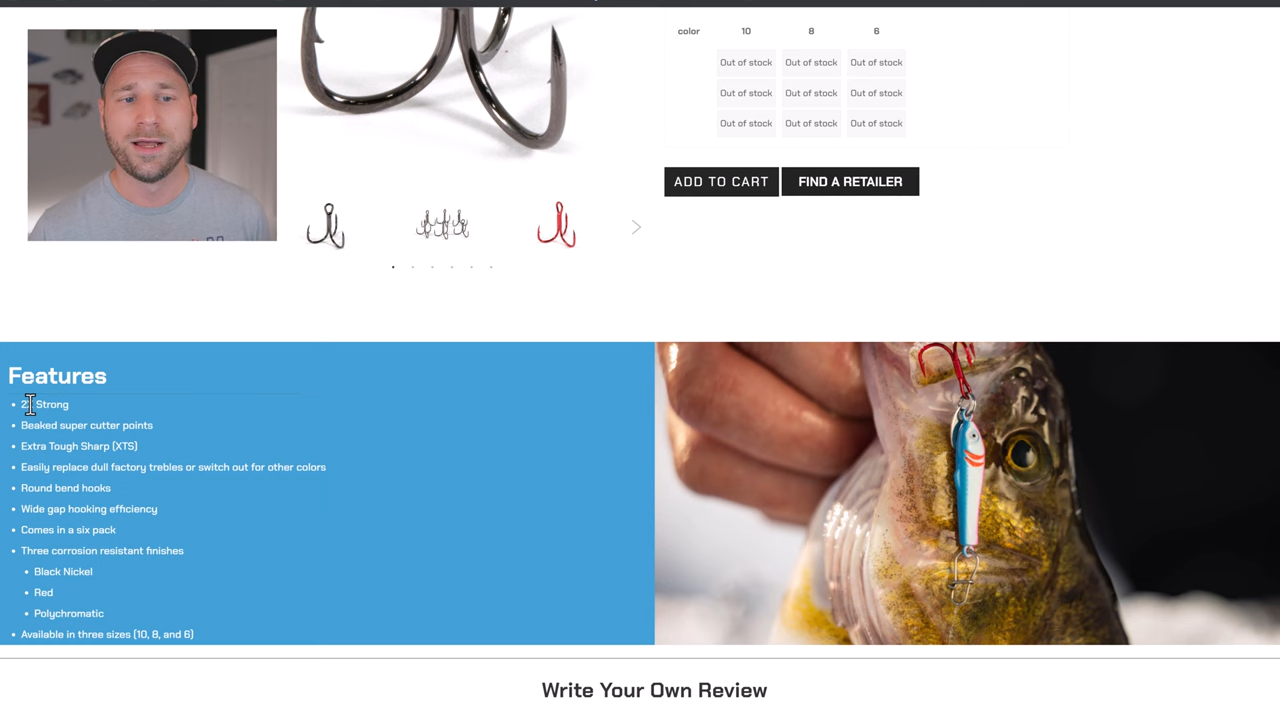 color 10 8 6
Out of stock Out of stock Out of stock
Out of stock Out of stock Out of stock
Out of stock Out of stock Out of stock
ADD TO CART FIND A RETAILER
Features
• Strong
• Beaked super cutter points
• Extra Tough Sharp (XTS)
• Easily replace dull factory trebles or switch out for other colors
• Round bend hooks
• Wide gap hooking efficiency
• Comes in a six pack
• Three corrosion resistant finishes
• Black Nickel
• Red
• Polychromatic
• Available in three sizes (10, 8, and 6)
Write Your Own Review